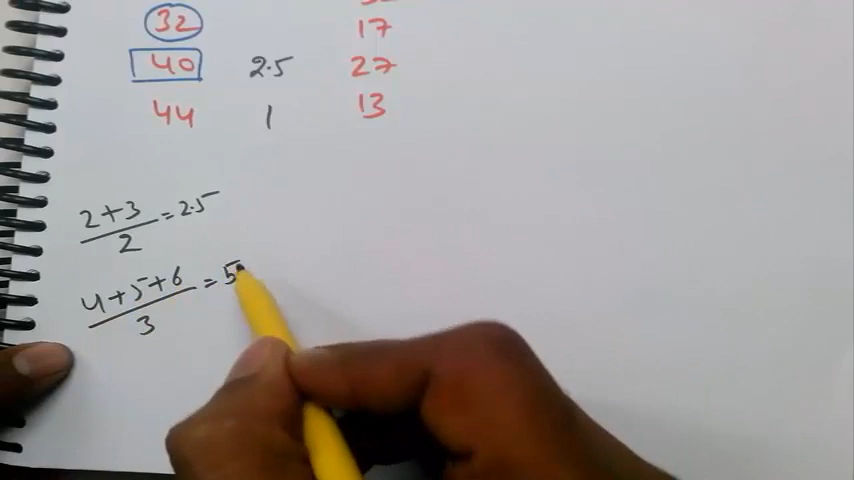 32 17
40 2.5 27
44 1 13
2+3
/2 = 2.5
4+5+6
/3 = 5